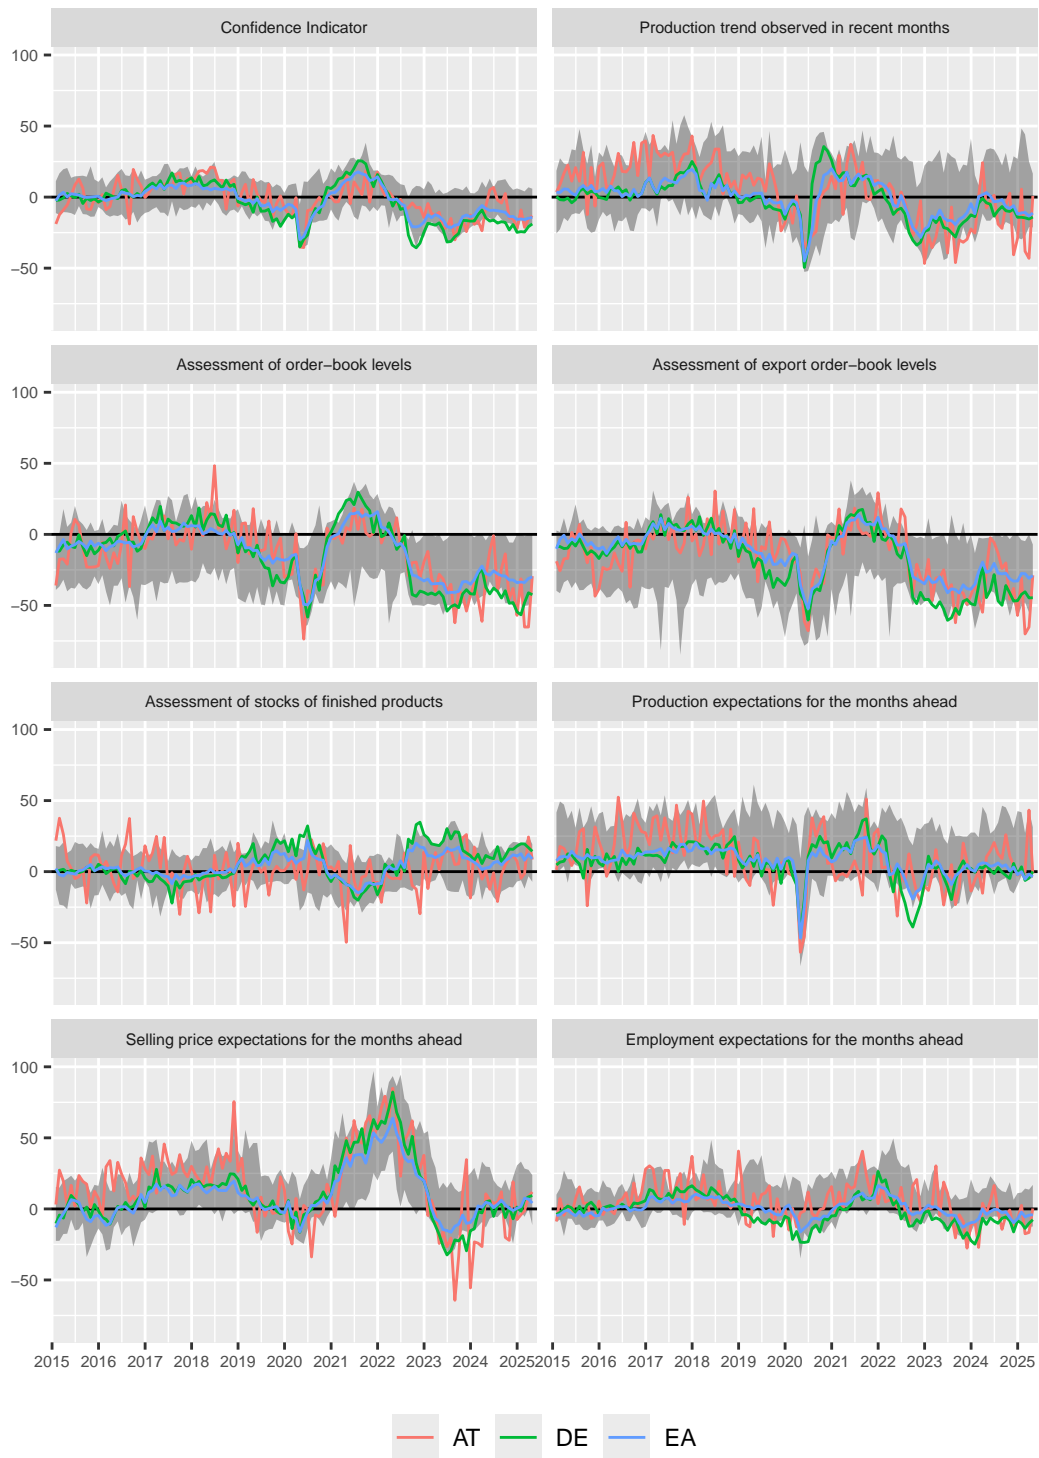 Confidence Indicator
Production trend observed in recent months
100
50
0
−50
Assessment of order−book levels
Assessment of export order−book levels
100
50
0
−50
Assessment of stocks of finished products
Production expectations for the months ahead
100
50
0
−50
Selling price expectations for the months ahead
Employment expectations for the months ahead
100
50
0
−50
2015 2016 2017 2018 2019 2020 2021 2022 2023 2024 2025
2015 2016 2017 2018 2019 2020 2021 2022 2023 2024 2025
AT DE EA